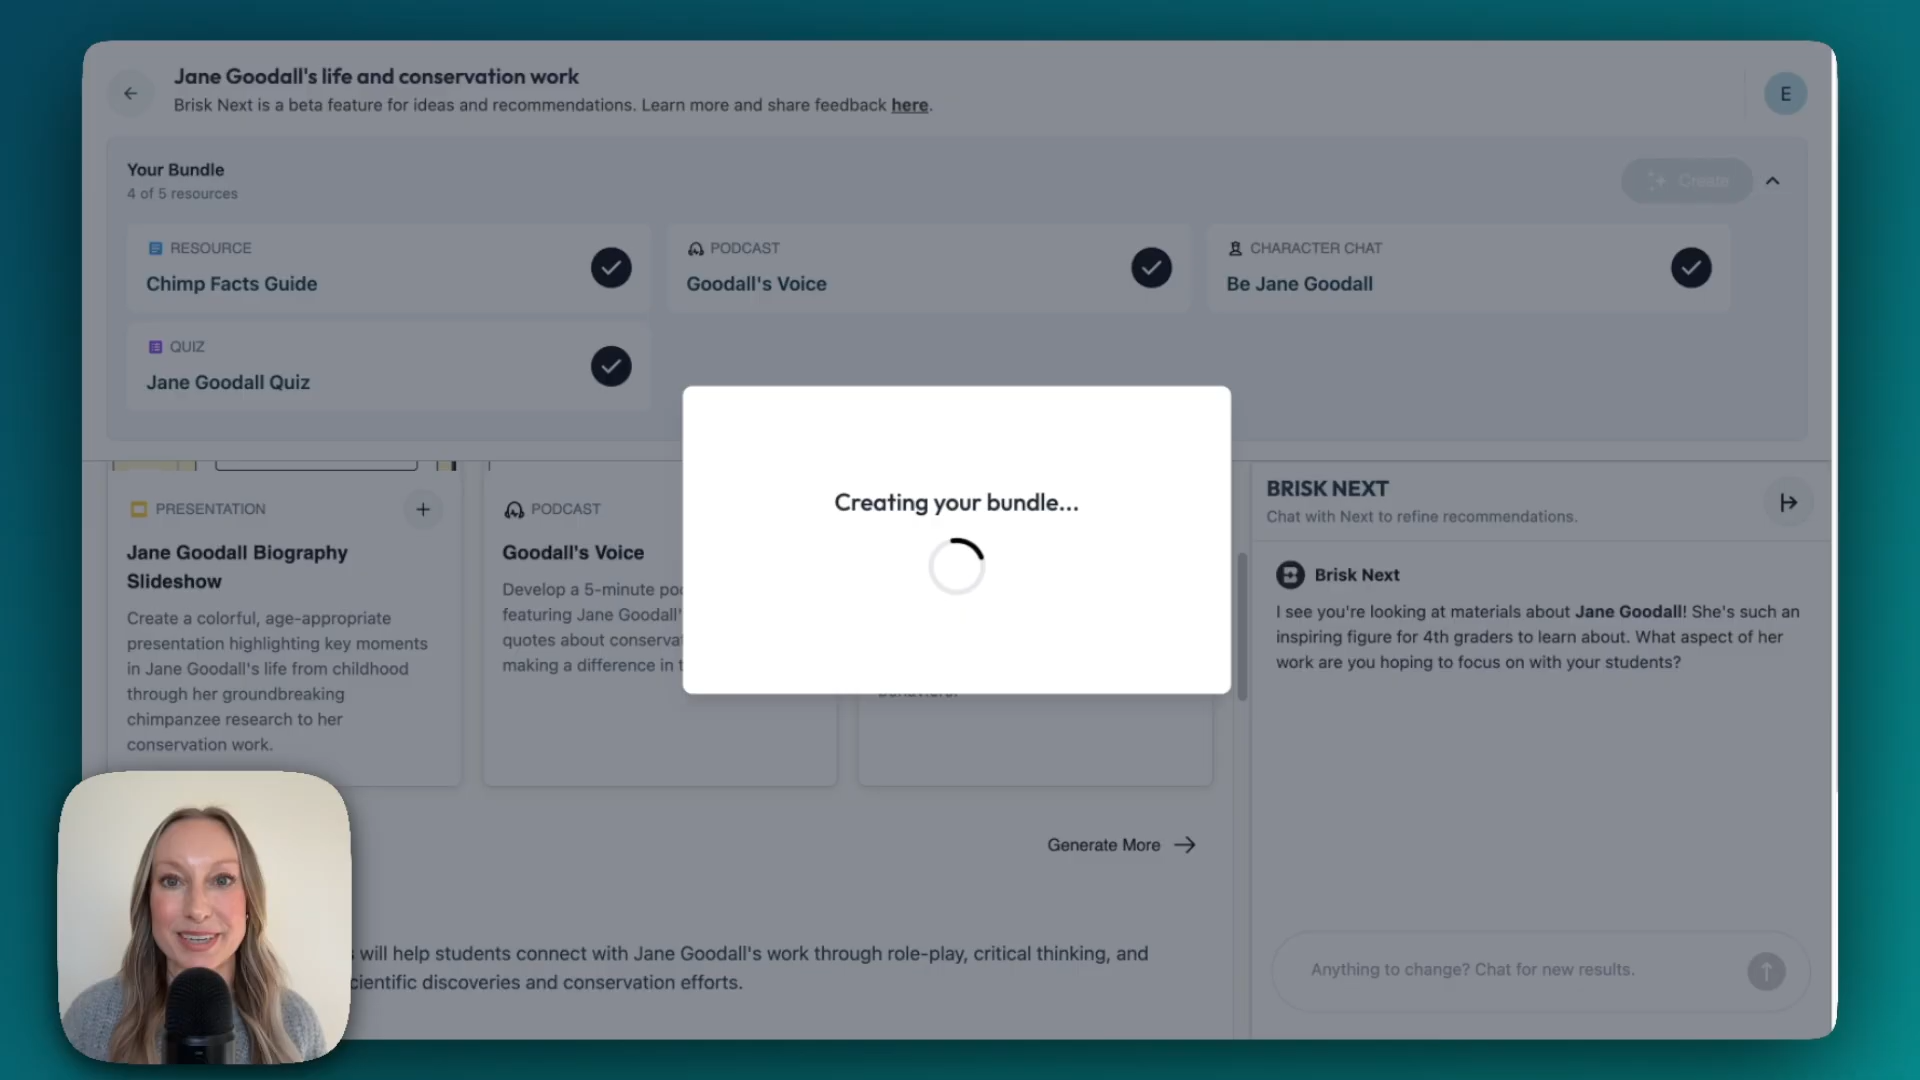 Jane Goodall's life and conservation work
Brisk Next is a beta feature for ideas and recommendations. Learn more and share feedback here.
E
Your Bundle
4 of 5 resources
Create
RESOURCE
Chimp Facts Guide
PODCAST
Goodall's Voice
CHARACTER CHAT
Be Jane Goodall
QUIZ
Jane Goodall Quiz
Creating your bundle...
PRESENTATION
Jane Goodall Biography
Slideshow
Create a colorful, age-appropriate
presentation highlighting key moments
in Jane Goodall's life from childhood
through her groundbreaking
chimpanzee research to her
conservation work.
PODCAST
Goodall's Voice
Develop a 5-minute
featuring Jane Goodall'
quotes about
making a difference in
Generate More
will help students connect with Jane Goodall's work through role-play, critical thinking, and
discoveries and conservation efforts.
BRISK NEXT
Chat with Next to refine recommendations.
Brisk Next
I see you're looking at materials about Jane Goodall! She's such an
inspiring figure for 4th graders to learn about. What aspect of her
work are you hoping to focus on with your students?
Anything to change? Chat for new results.